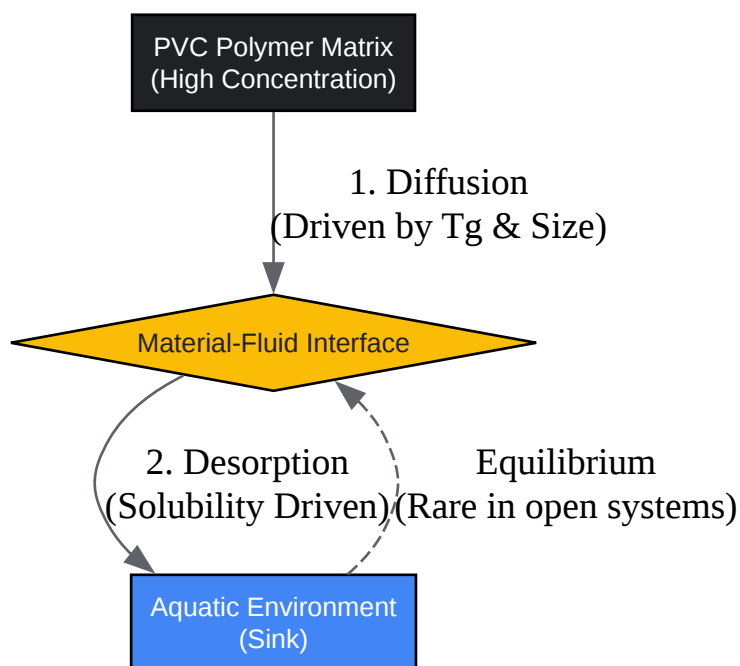 PVC Polymer Matrix
(High Concentration)
1. Diffusion
(Driven by Tg & Size)
Material-Fluid Interface
2. Desorption
(Solubility Driven)
Equilibrium
(Rare in open systems)
Aquatic Environment
(Sink)